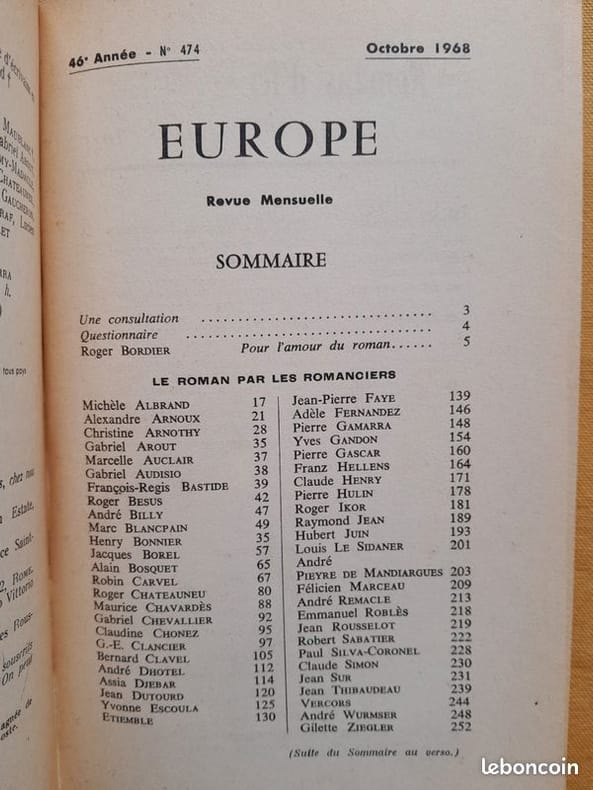 46e Année - N° 474
Octobre 1968
EUROPE
Revue Mensuelle
SOMMAIRE
Une consultation .......... 3
Questionnaire .......... 4
Roger BORDIER Pour l'amour du roman...... 5
LE ROMAN PAR LES ROMANCIERS
Michèle ALBRAND 17
Alexandre ARNOUX 21
Christine ARNOTHY 28
Gabriel AROUT 35
Marcelle AUCLAIR 37
Gabriel AUDISIO 38
François-Regis BASTIDE 39
Roger BESUS 42
André BILLY 47
Marc BLANCPAIN 49
Henry BONNIER 35
Jacques BOREL 57
Alain BOSQUET 65
Robin CARVEL 67
Roger CHATEAUNEU 80
Maurice CHAVARDÈS 88
Gabriel CHEVALLIER 92
Claudine CHONEZ 95
G.-E. CLANCIER 97
Bernard CLAVEL 105
André DHOTEL 112
Assia DJEBAR 114
Jean DUTOURD 120
Yvonne ESCOULA 125
ETIEMBLE 130
Jean-Pierre FAYE 139
Adèle FERNANDEZ 146
Pierre GAMARRA 148
Yves GANDON 154
Pierre GASCAR 160
Franz HELLENS 164
Claude HENRY 171
Pierre HULIN 178
Roger IKOR 181
Raymond JEAN 189
Hubert JUIN 193
Louis LE SIDANER 201
André
PIEYRE DE MANDIARGUES 203
Félicien MARCEAU 209
André REMACLE 213
Emmanuel ROBLÈS 218
Jean ROUSSELOT 219
Robert SABATIER 222
Paul SILVA-CORONEL 228
Claude SIMON 230
Jean SUR 231
Jean THIBAUDEAU 239
VERCORS 244
André WURMSER 248
Gilette ZIEGLER 252
(Suite du Sommaire au verso.)
leboncoin